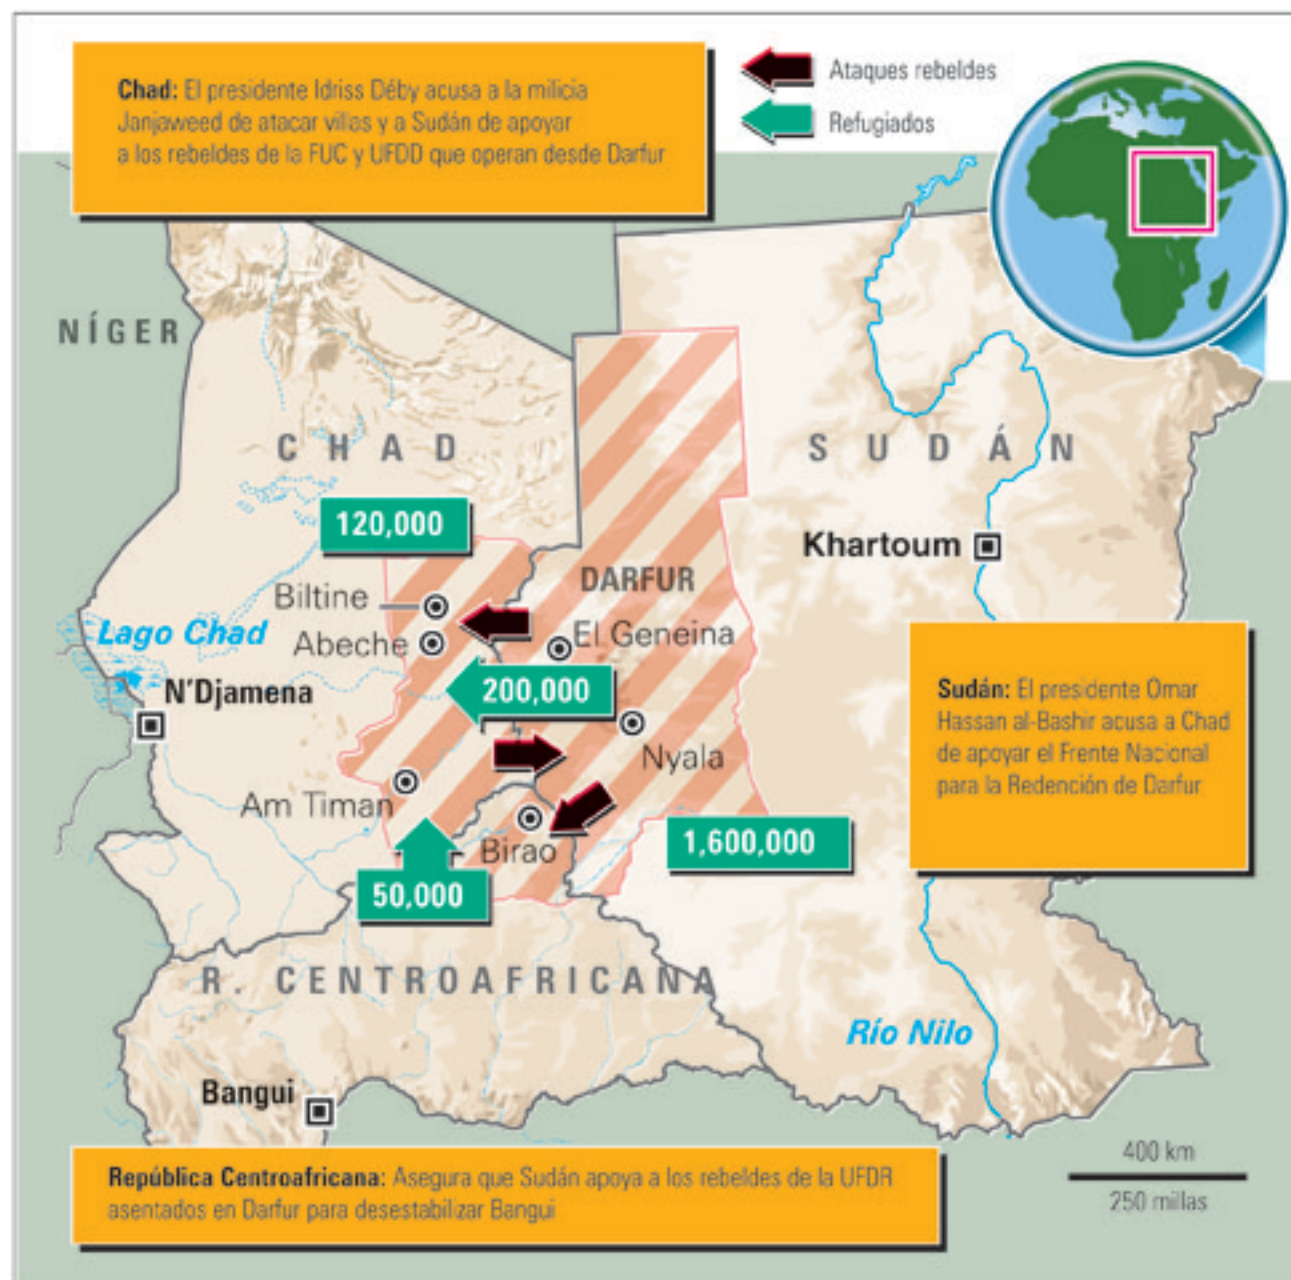 Chad: El presidente Idriss Déby acusa a la milicia
Janjaweed de atacar villas y a Sudán de apoyar
a los rebeldes de la FUC y UFDD que operan desde Darfur
Ataques rebeldes
Refugiados
NÍGER
CHAD
SUDÁN
120,000
Khartoum
DARFUR
Biltine
Lago Chad
Abeche
El Geneina
N'Djamena
200,000
Sudán: El presidente Omar
Hassan al-Bashir acusa a Chad
de apoyar el Frente Nacional
para la Redención de Darfur
Nyala
Am Timan
Birao
1,600,000
50,000
R. CENTROAFRICANA
Río Nilo
Bangui
República Centroafricana: Asegura que Sudán apoya a los rebeldes de la UFDR
asentados en Darfur para desestabilizar Bangui
400 km
250 millas